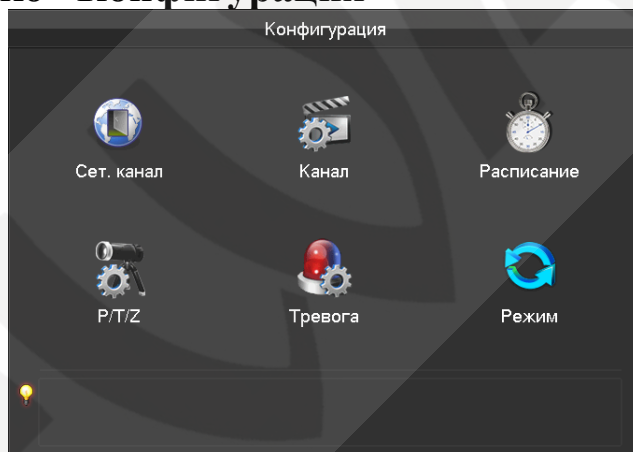 Конфигурация
Сет. канал
Канал
Расписание
P/T/Z
Тревога
Режим